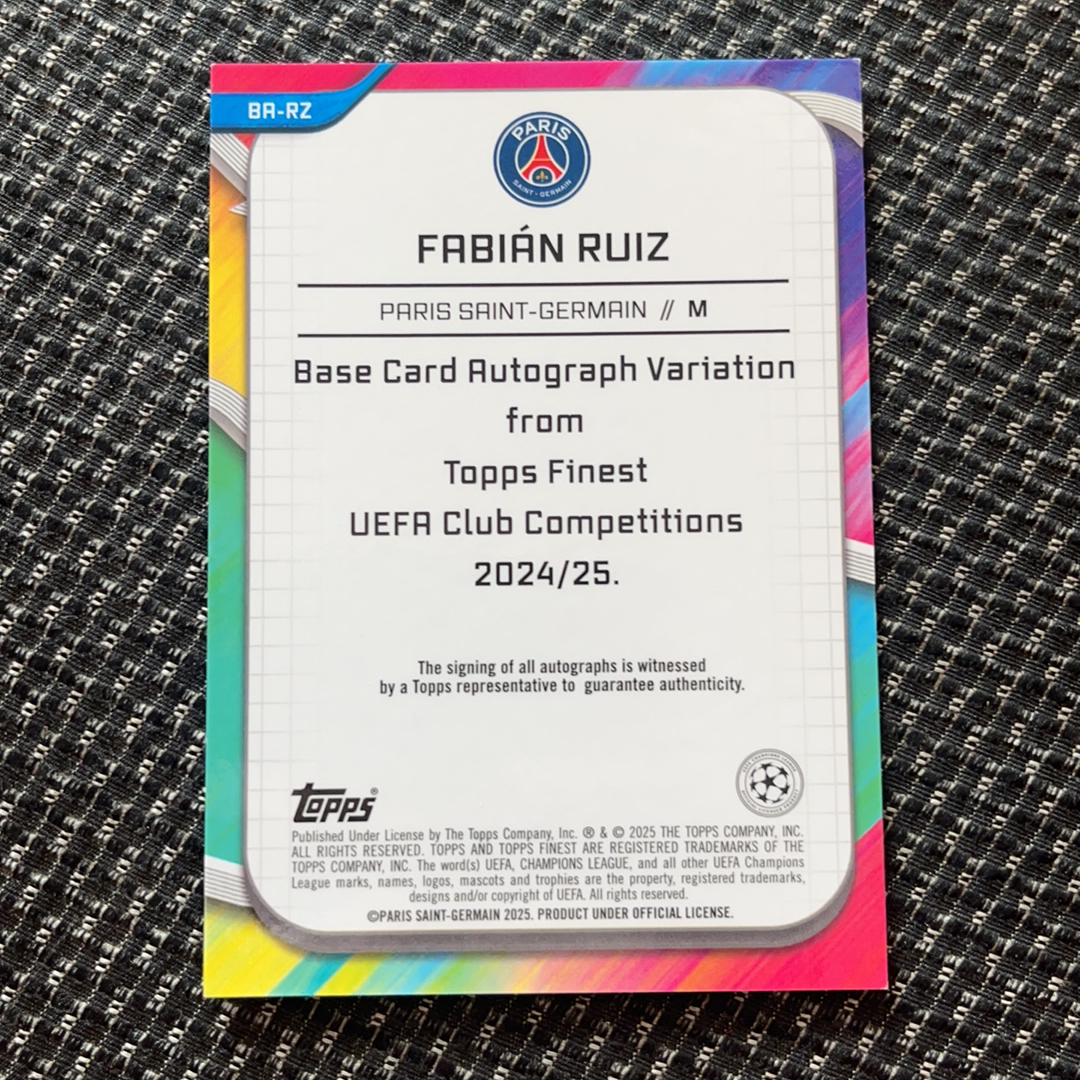 BA-RZ
PARIS
SAINT-GERMAIN
FABIÁN RUIZ
PARIS SAINT-GERMAIN // M
Base Card Autograph Variation
from
Topps Finest
UEFA Club Competitions
2024/25.
The signing of all autographs is witnessed
by a Topps representative to guarantee authenticity.
Topps®
Published Under License by The Topps Company, Inc. ® & © 2025 THE TOPPS COMPANY, INC.
ALL RIGHTS RESERVED. TOPPS AND TOPPS FINEST ARE REGISTERED TRADEMARKS OF THE
TOPPS COMPANY, INC. The word(s) UEFA, CHAMPIONS LEAGUE, and all other UEFA Champions
League marks, names, logos, mascots and trophies are the property, registered trademarks,
designs and/or copyright of UEFA. All rights reserved.
©PARIS SAINT-GERMAIN 2025. PRODUCT UNDER OFFICIAL LICENSE.